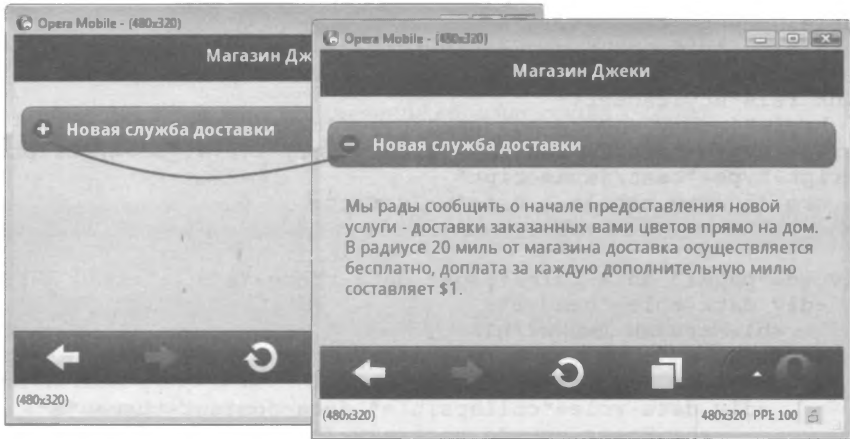 Opera Mobile - (480x320)
Магазин Дж
Новая служба доставки
(480x320)
Opera Mobile - (480x320)
Магазин Джеки
Новая служба доставки
Мы рады сообщить о начале предоставления новой
услуги - доставки заказанных вами цветов прямо на дом.
В радиусе 20 миль от магазина доставка осуществляется
бесплатно, доплата за каждую дополнительную милю
составляет $1.
(480x320)
480x320 PPI: 100